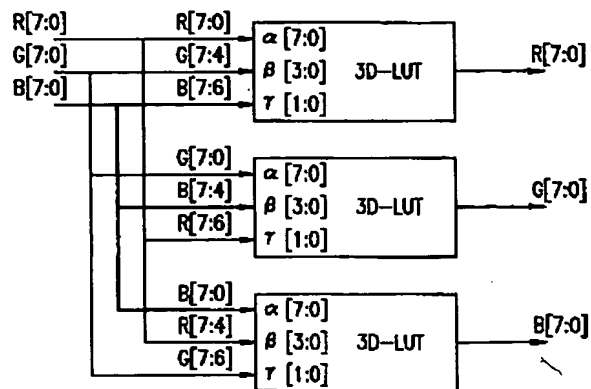 R[7:0] R[7:0] α [7:0] R[7:0]
G[7:0] G[7:4] β [3:0] 3D-LUT
B[7:0] B[7:6] γ [1:0]
G[7:0] α [7:0] G[7:0]
B[7:4] β [3:0] 3D-LUT
R[7:6] γ [1:0]
B[7:0] α [7:0] B[7:0]
R[7:4] β [3:0] 3D-LUT
G[7:6] γ [1:0]